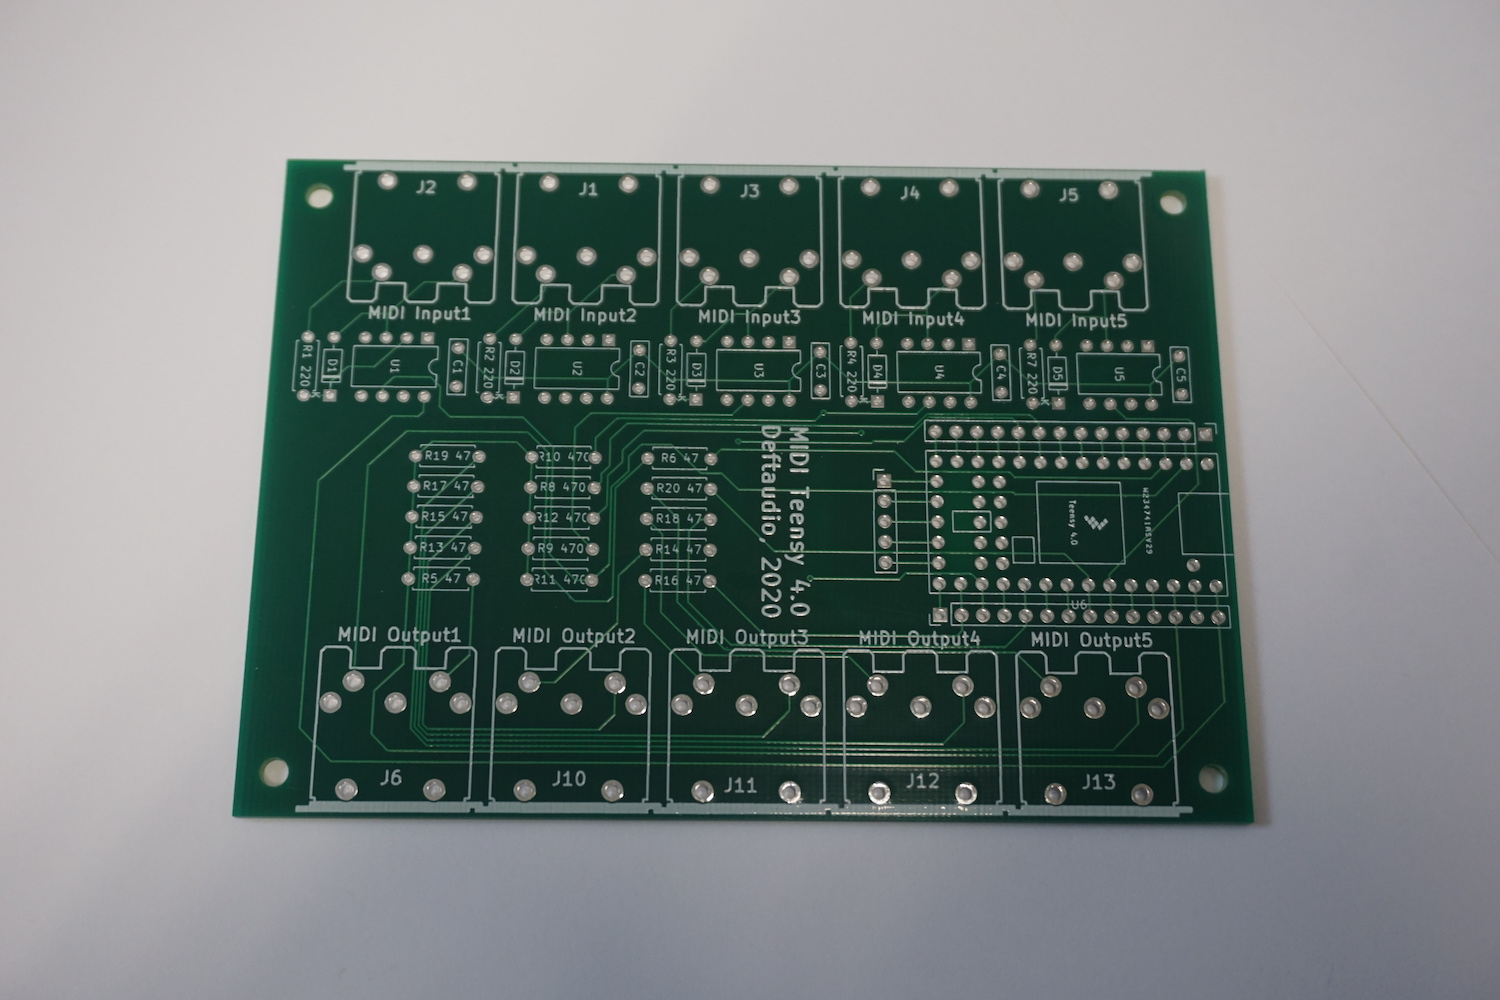 J2 J1 J3 J4 J5
MIDI Input1 MIDI Input2 MIDI Input3 MIDI Input4 MIDI Input5
R1 220 D1 U1 C1 R2 220 D2 U2 C2 R3 220 D3 U3 C3 R4 220 D4 U4 C4 R7 220 D5 U5 C5
MIDI Teensy 4.0
Deftaudio, 2020
R19 47 R10 470 R6 47
R17 47 R8 470 R20 47
R15 47 R12 470 R18 47
R13 47 R9 470 R14 47
R5 47 R11 470 R16 47
Teensy 4.0
U6
MIDI Output1 MIDI Output2 MIDI Output3 MIDI Output4 MIDI Output5
J6 J10 J11 J12 J13